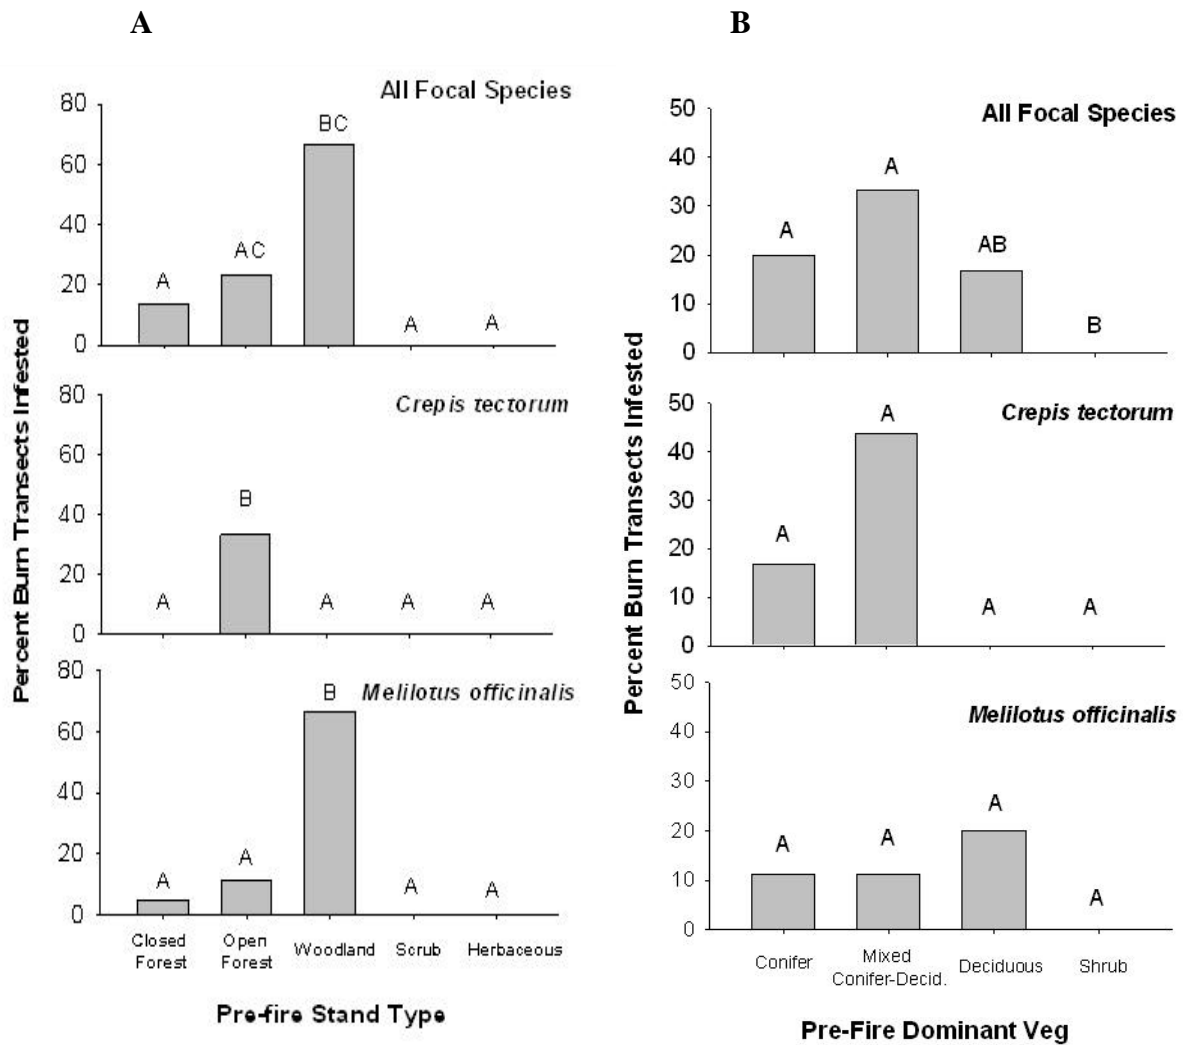 A
Percent Burn Transects Infested
All Focal Species
80
60
40
20
0
A
AC
BC
A
A
Crepis tectorum
80
60
40
20
0
A
B
A
A
A
Melilotus officinalis
80
60
40
20
0
A
A
B
A
A
Closed Forest
Open Forest
Woodland
Scrub
Herbaceous
Pre-fire Stand Type
B
Percent Burn Transects Infested
All Focal Species
50
40
30
20
10
0
A
A
AB
B
Crepis tectorum
50
40
30
20
10
0
A
A
A
A
Melilotus officinalis
50
40
30
20
10
0
A
A
A
A
Conifer
Mixed
Conifer-Decid.
Deciduous
Shrub
Pre-Fire Dominant Veg